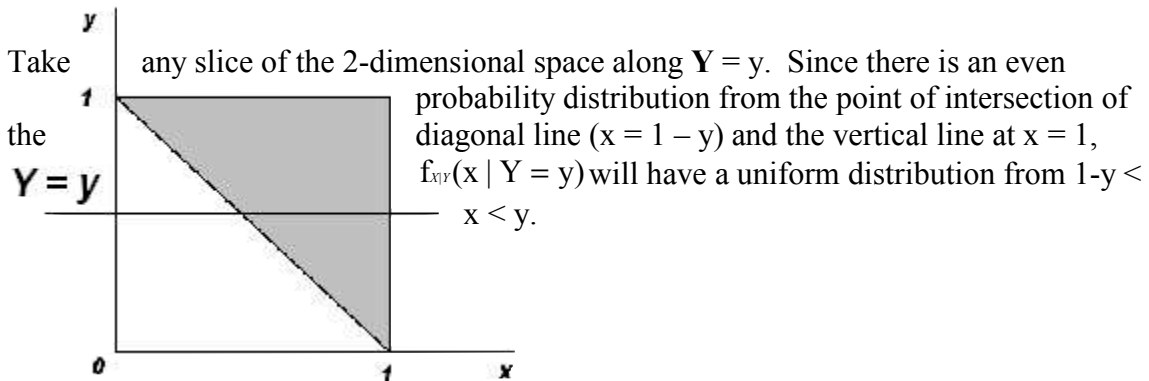 y
Take any slice of the 2-dimensional space along Y = y. Since there is an even
1 probability distribution from the point of intersection of
the diagonal line (x = 1 – y) and the vertical line at x = 1,
Y = y fX|Y(x | Y = y) will have a uniform distribution from 1-y <
x < y.
0 1 x